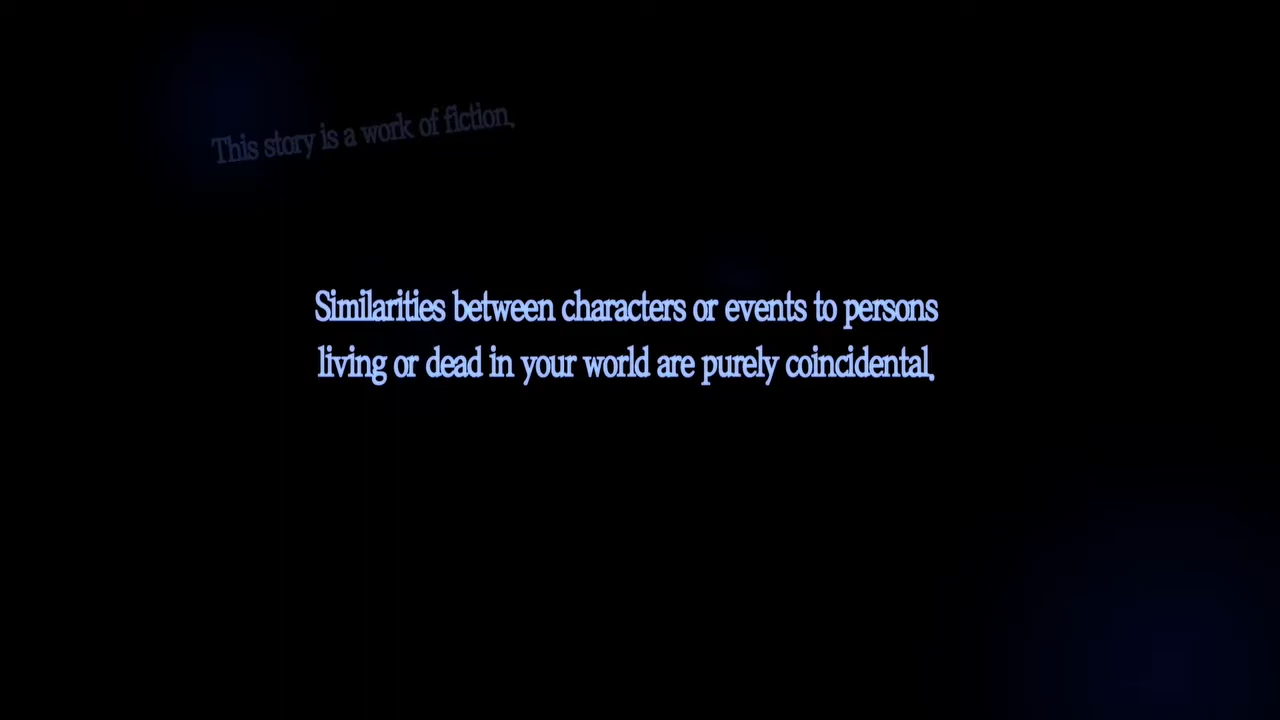 This story is a work of fiction.
Similarities between characters or events to persons
living or dead in your world are purely coincidental.